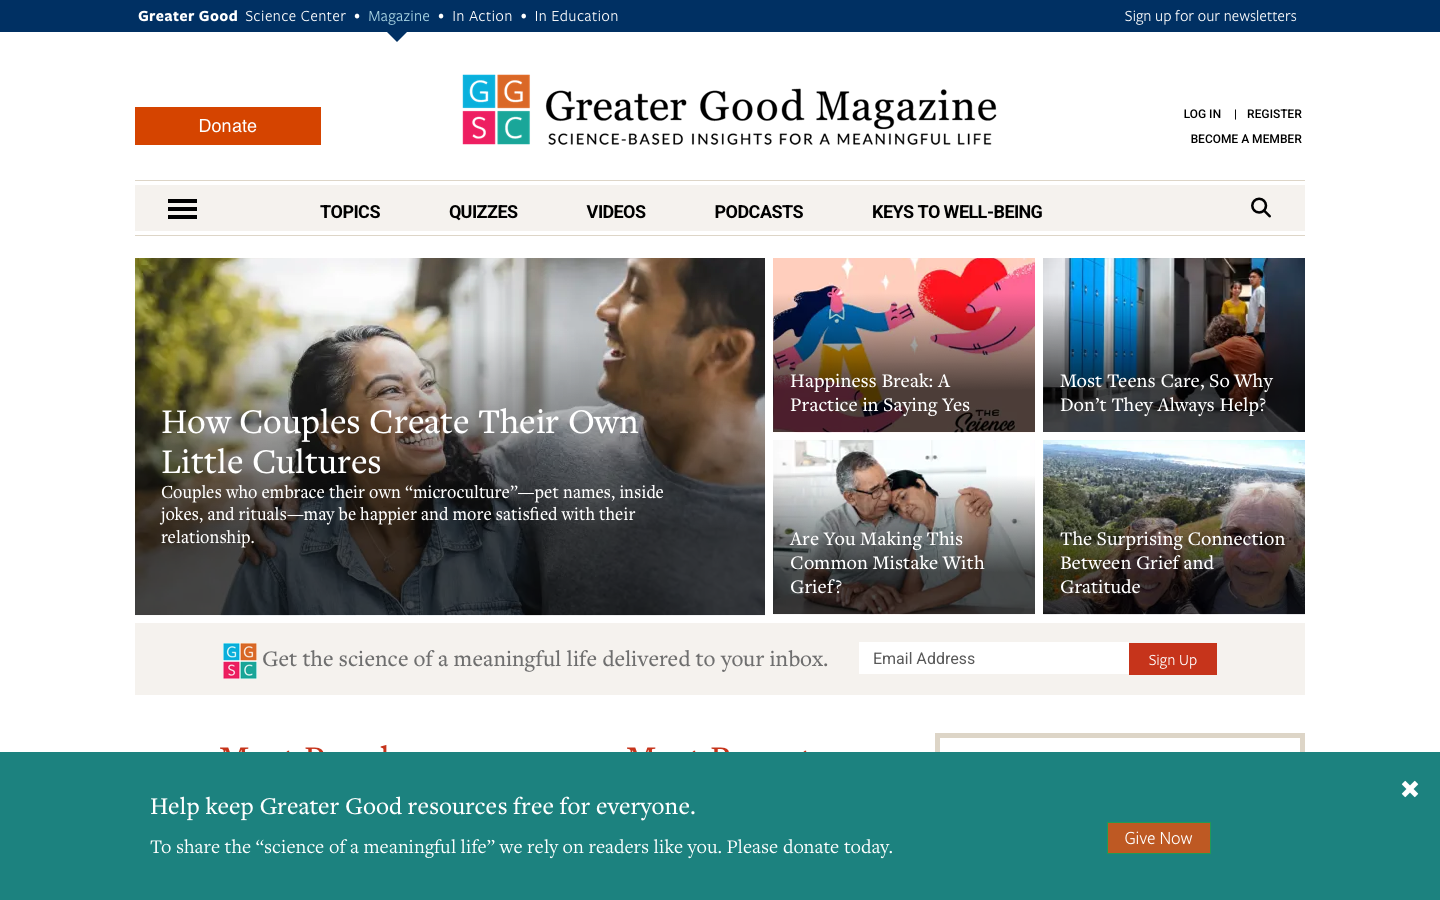 Greater Good Science Center • Magazine • In Action • In Education
Sign up for our newsletters
Donate
GGSC
Greater Good Magazine
SCIENCE-BASED INSIGHTS FOR A MEANINGFUL LIFE
LOG IN | REGISTER
BECOME A MEMBER
TOPICS QUIZZES VIDEOS PODCASTS KEYS TO WELL-BEING
How Couples Create Their Own
Little Cultures
Couples who embrace their own “microculture”—pet names, inside
jokes, and rituals—may be happier and more satisfied with their
relationship.
Happiness Break: A
Practice in Saying Yes
THE
Science
Most Teens Care, So Why
Don’t They Always Help?
Are You Making This
Common Mistake With
Grief?
The Surprising Connection
Between Grief and
Gratitude
GGSC
Get the science of a meaningful life delivered to your inbox.
Email Address
Sign Up
Help keep Greater Good resources free for everyone.
To share the “science of a meaningful life” we rely on readers like you. Please donate today.
Give Now
✖